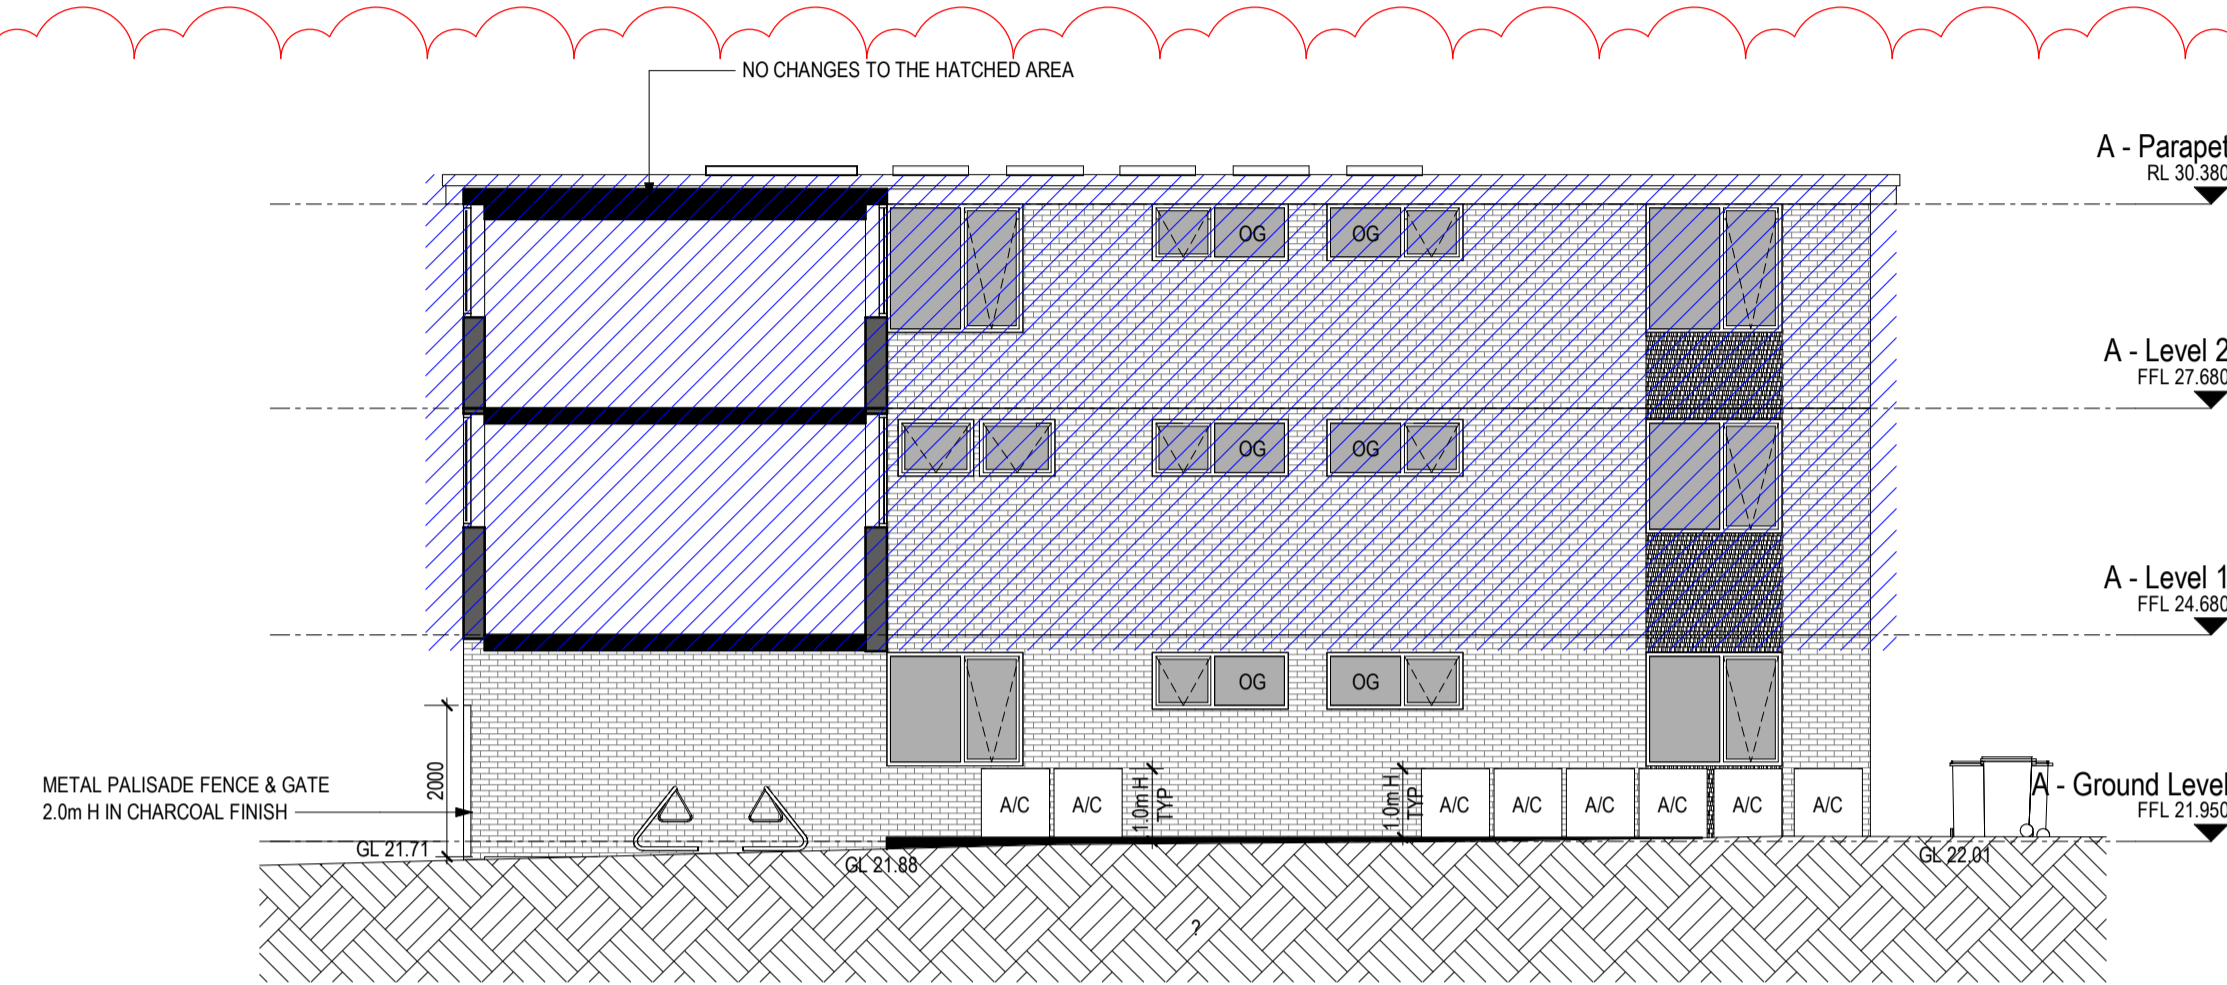 NO CHANGES TO THE HATCHED AREA
A - Parapet
RL 30.380
OG
OG
A - Level 2
FFL 27.680
OG
OG
A - Level 1
FFL 24.680
OG
OG
METAL PALISADE FENCE & GATE
2.0m H IN CHARCOAL FINISH
2000
A/C
A/C
1.0m H
TYP
1.0m H
TYP
A/C
A/C
A/C
A/C
A/C
A/C
A - Ground Level
FFL 21.950
GL 21.71
GL 21.88
GL 22.01
?